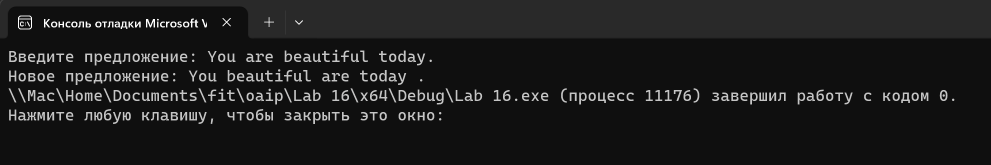 Консоль отладки Microsoft V
Введите предложение: You are beautiful today.
Новое предложение: You beautiful are today .
\\Mac\Home\Documents\fit\oaip\Lab 16\x64\Debug\Lab 16.exe (процесс 11176) завершил работу с кодом 0.
Нажмите любую клавишу, чтобы закрыть это окно: